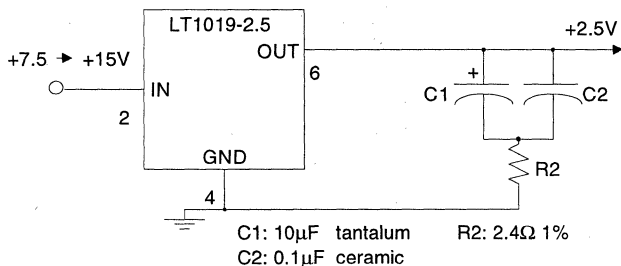 LT1019-2.5
+2.5V
OUT
+7.5 → +15V
6
+
IN
C1
C2
2
GND
R2
4
C1: 10µF tantalum R2: 2.4Ω 1%
C2: 0.1µF ceramic